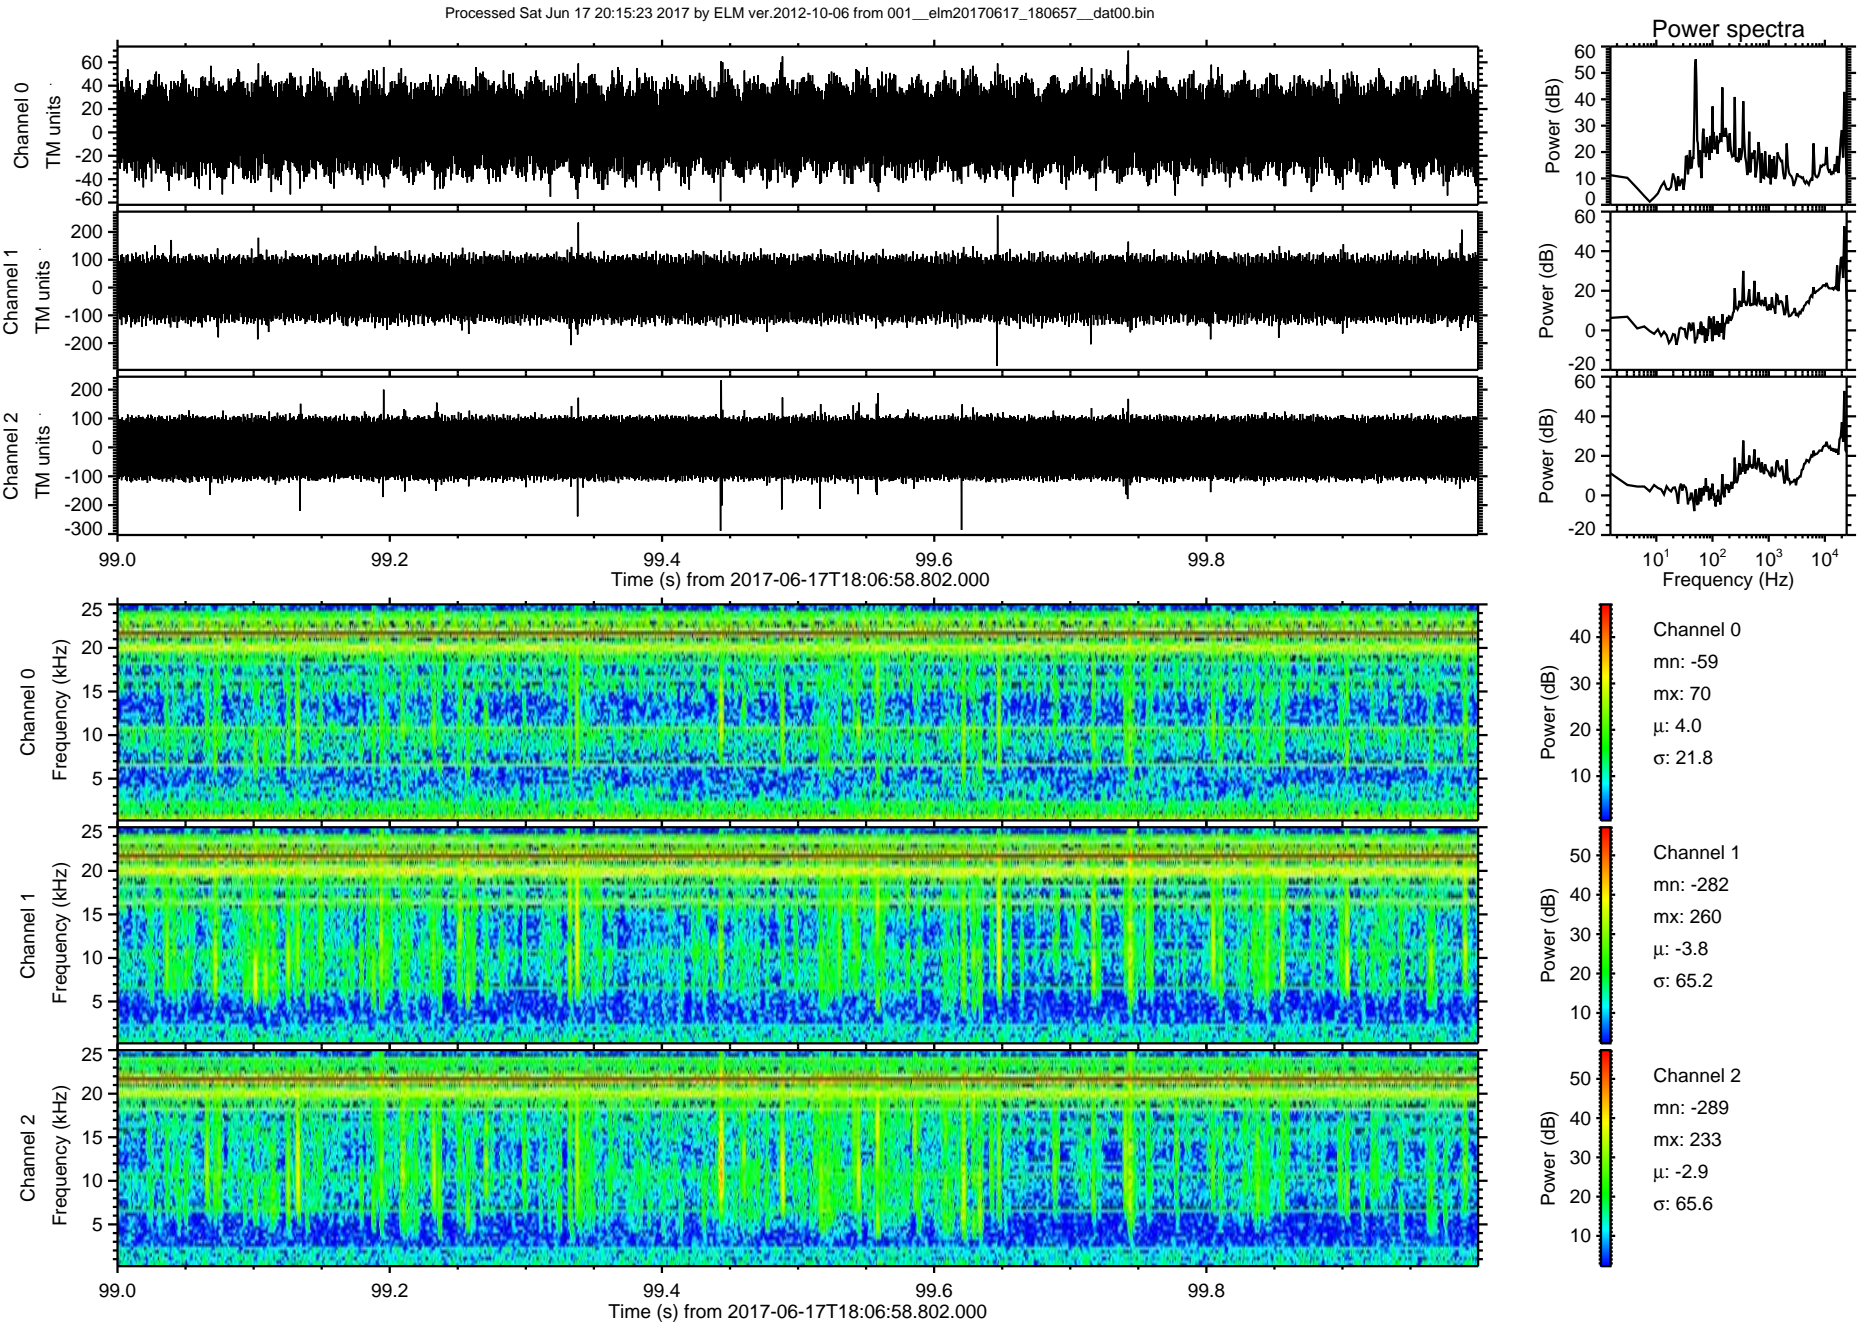 Processed Sat Jun 17 20:15:23 2017 by ELM ver.2012-10-06 from 001__elm20170617_180657__dat00.bin
Power spectra
Channel 0
TM units
60
40
20
0
-20
-40
-60
Power (dB)
60
50
40
30
20
10
0
Channel 1
TM units
200
100
0
-100
-200
Power (dB)
60
40
20
0
-20
Channel 2
TM units
200
100
0
-100
-200
-300
Power (dB)
60
40
20
0
-20
99.0 99.2 99.4 99.6 99.8
Time (s) from 2017-06-17T18:06:58.802.000
10^1 10^2 10^3 10^4
Frequency (Hz)
Channel 0
Frequency (kHz)
25
20
15
10
5
Power (dB)
40
30
20
10
Channel 0
mn: -59
mx: 70
μ: 4.0
σ: 21.8
Channel 1
Frequency (kHz)
25
20
15
10
5
Power (dB)
50
40
30
20
10
Channel 1
mn: -282
mx: 260
μ: -3.8
σ: 65.2
Channel 2
Frequency (kHz)
25
20
15
10
5
Power (dB)
50
40
30
20
10
Channel 2
mn: -289
mx: 233
μ: -2.9
σ: 65.6
99.0 99.2 99.4 99.6 99.8
Time (s) from 2017-06-17T18:06:58.802.000